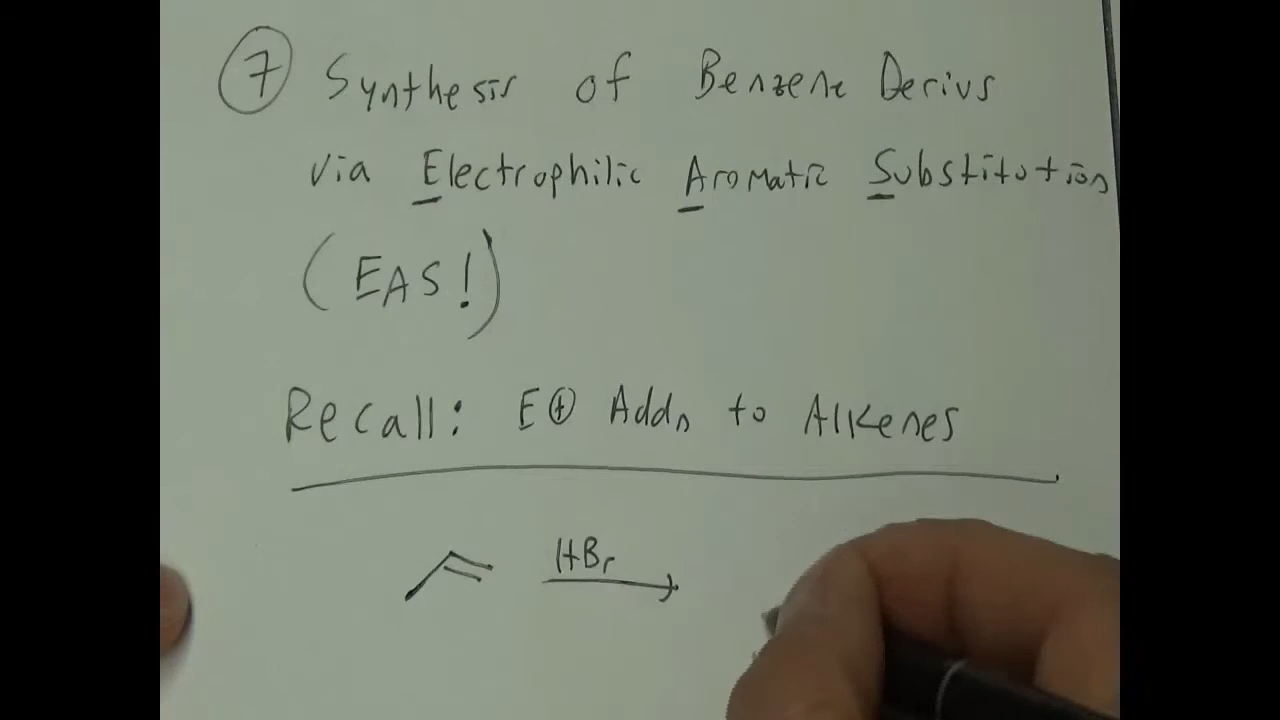 ⑦ Synthesis of Benzene Derivs
via Electrophilic Aromatic Substitution
(EAS!)
Recall: E⊕ Addn to Alkenes
HBr